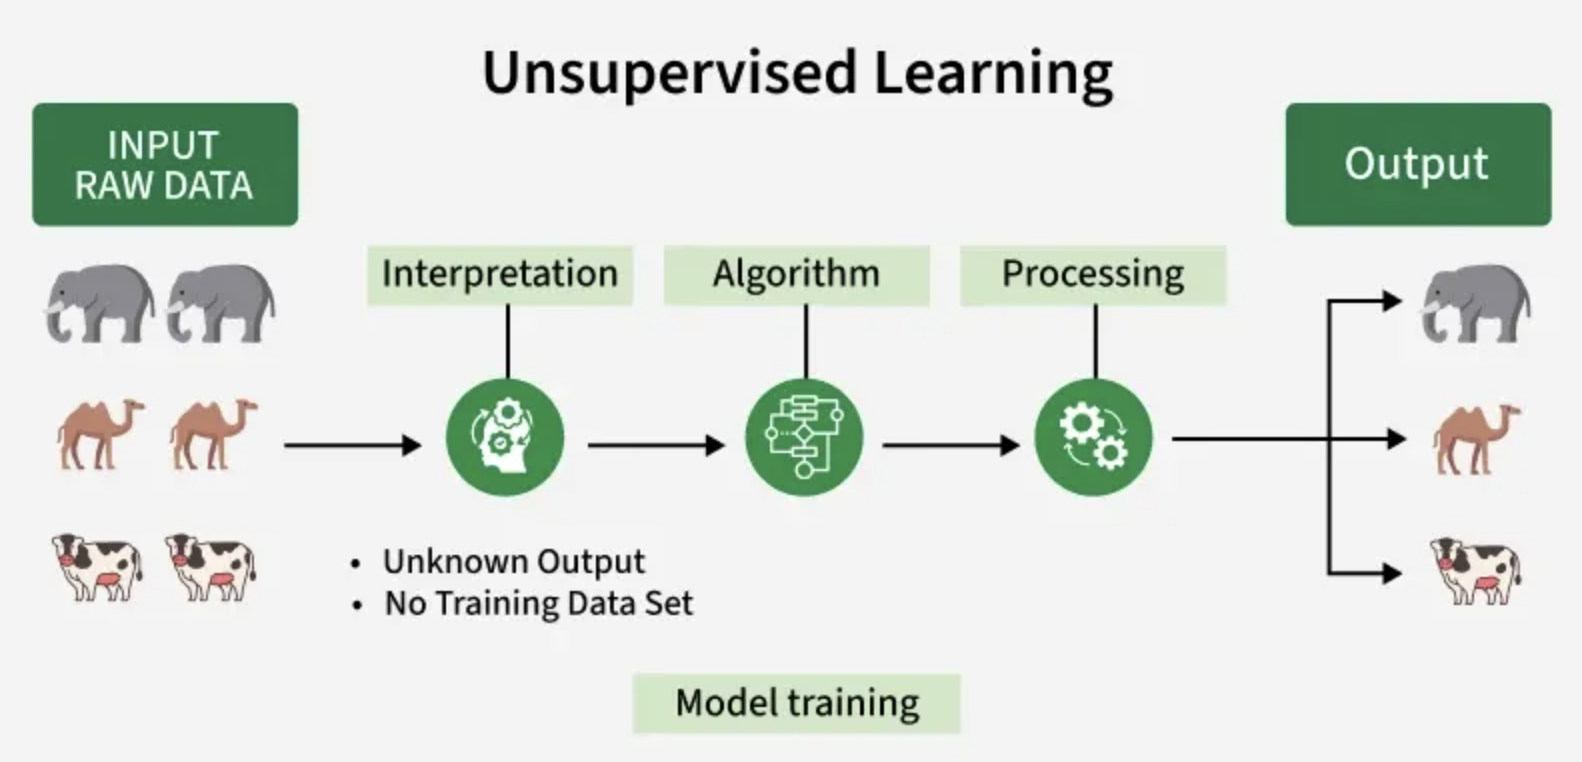 Unsupervised Learning
INPUT
RAW DATA
Output
Interpretation
Algorithm
Processing
• Unknown Output
• No Training Data Set
Model training